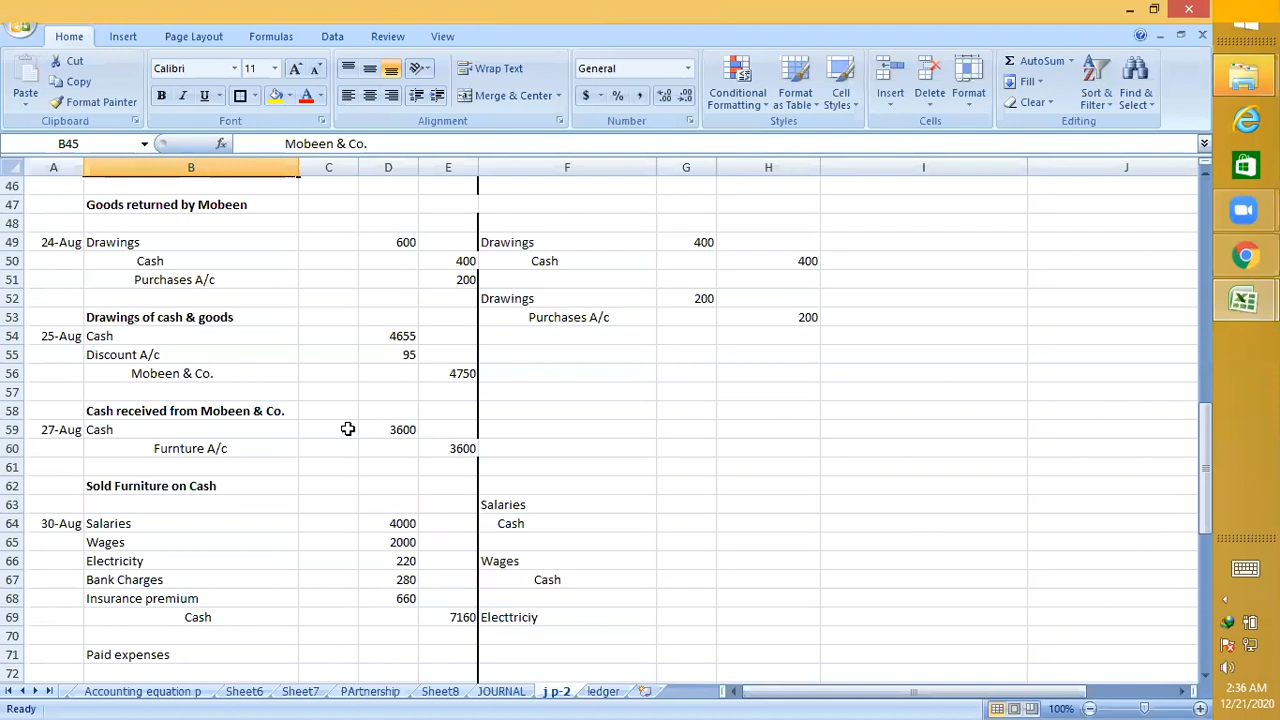 Home Insert Page Layout Formulas Data Review View
Paste Cut Copy Format Painter
Clipboard
Calibri 11 A A
B I U A
Font
Wrap Text
Merge & Center
Alignment
General
$ % ,
Number
Conditional Formatting Format as Table Cell Styles
Styles
Insert Delete Format
Cells
Σ AutoSum Fill Clear Sort & Filter Find & Select
Editing
B45 fx Mobeen & Co.
A B C D E F G H I J
46
47 Goods returned by Mobeen
48
49 24-Aug Drawings 600 Drawings 400
50 Cash 400 Cash 400
51 Purchases A/c 200
52 Drawings 200
53 Drawings of cash & goods Purchases A/c 200
54 25-Aug Cash 4655
55 Discount A/c 95
56 Mobeen & Co. 4750
57
58 Cash received from Mobeen & Co.
59 27-Aug Cash 3600
60 Furnture A/c 3600
61
62 Sold Furniture on Cash
63 Salaries
64 30-Aug Salaries 4000 Cash
65 Wages 2000
66 Electricity 220 Wages
67 Bank Charges 280 Cash
68 Insurance premium 660
69 Cash 7160 Electtriciy
70
71 Paid expenses
72
Accounting equation p Sheet6 Sheet7 PArtnership Sheet8 JOURNAL j p-2 ledger
Ready 100%
2:36 AM
12/21/2020